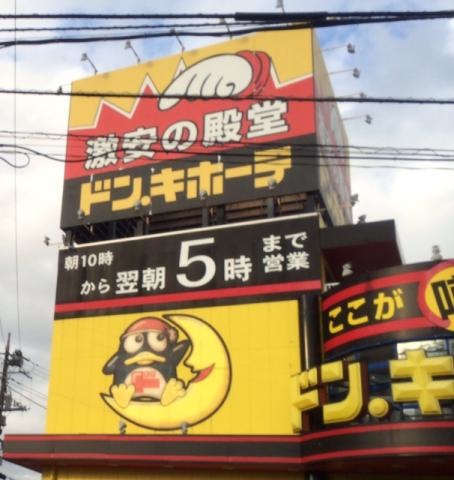 激安の殿堂
ドン.キホーテ
朝10時
から翌朝5時まで営業
ここが
ドン.キ